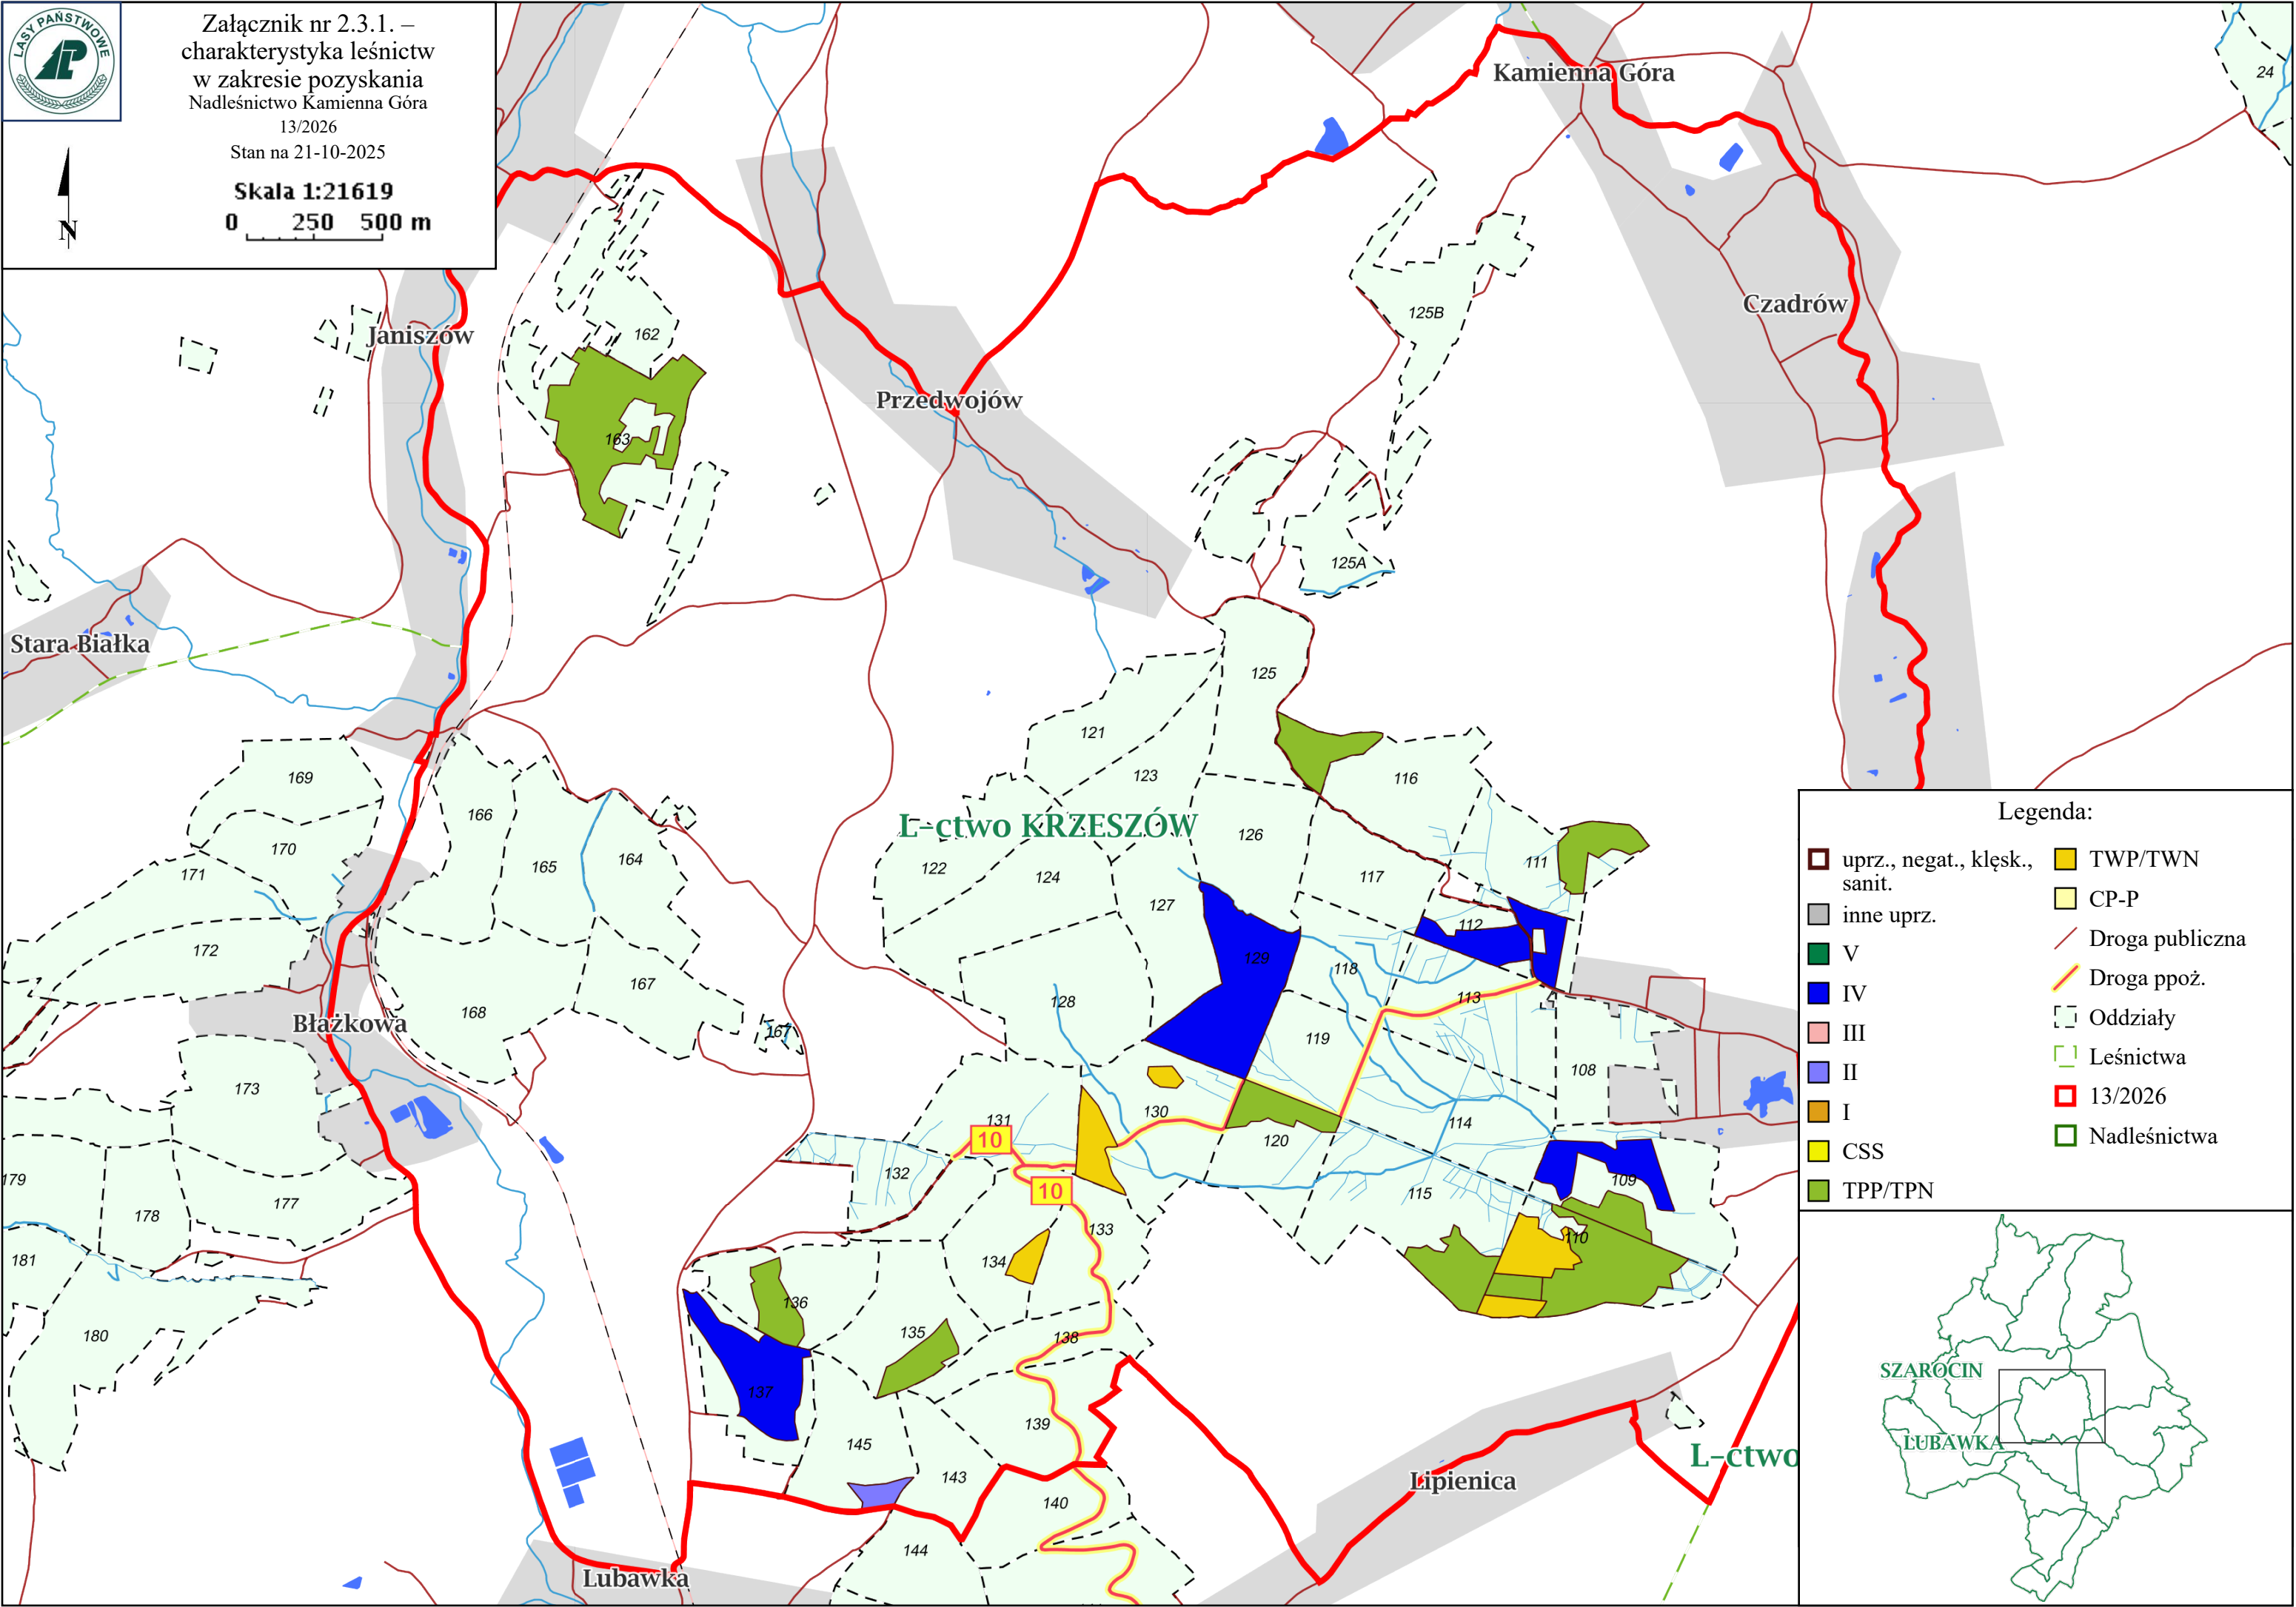 LASY PAŃSTWOWE
LP
Załącznik nr 2.3.1. –
charakterystyka leśnictw
w zakresie pozyskania
Nadleśnictwo Kamienna Góra
13/2026
Stan na 21-10-2025
N
Skala 1:21619
0 250 500 m
Kamienna Góra
24
Janiszów
162
125B
Czadrów
Przedwojów
163
125A
Stara Białka
125
121
169
123
116
166
L-ctwo KRZESZÓW
126
170
165
164
111
171
122
124
117
127
112
172
129
118
167
128
113
168
Błażkowa
167
119
108
173
130
131
114
10
120
132
179
10
109
115
177
178
133
110
181
134
136
135
138
180
137
139
145
L-ctwo
143
Lipienica
140
144
Lubawka
Legenda:
uprz., negat., klęsk.,
sanit.
inne uprz.
V
IV
III
II
I
CSS
TPP/TPN
TWP/TWN
CP-P
Droga publiczna
Droga ppoż.
Oddziały
Leśnictwa
13/2026
Nadleśnictwa
SZAROCIN
LUBAWKA